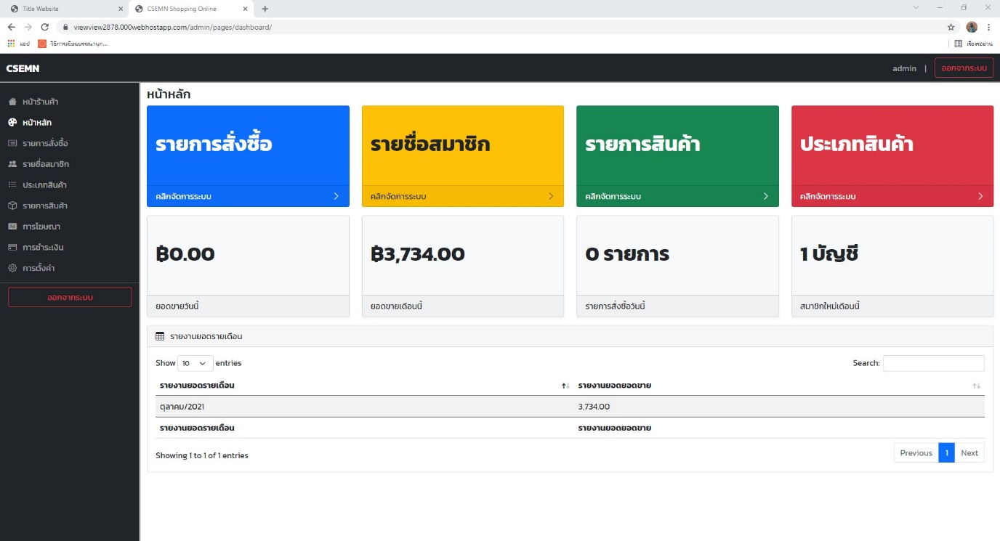 Title Website
CSEMN Shopping Online
viewview2878.000webhostapp.com/admin/pages/dashboard/
แอป
วิธีการเขียนบรรณานุก...
เรื่องรออ่าน
CSEMN
admin |
ออกจากระบบ
หน้าร้านค้า
หน้าหลัก
รายการสั่งซื้อ
รายชื่อสมาชิก
ประเภทสินค้า
รายการสินค้า
การโฆษณา
การชำระเงิน
การตั้งค่า
ออกจากระบบ
หน้าหลัก
รายการสั่งซื้อ
รายชื่อสมาชิก
รายการสินค้า
ประเภทสินค้า
คลิกจัดการระบบ
คลิกจัดการระบบ
คลิกจัดการระบบ
คลิกจัดการระบบ
฿0.00
฿3,734.00
0 รายการ
1 บัญชี
ยอดขายวันนี้
ยอดขายเดือนนี้
รายการสั่งซื้อวันนี้
สมาชิกใหม่เดือนนี้
รายงานยอดรายเดือน
Show 10 entries
Search:
รายงานยอดรายเดือน
รายงานยอดยอดขาย
ตุลาคม/2021
3,734.00
รายงานยอดรายเดือน
รายงานยอดยอดขาย
Showing 1 to 1 of 1 entries
Previous 1 Next